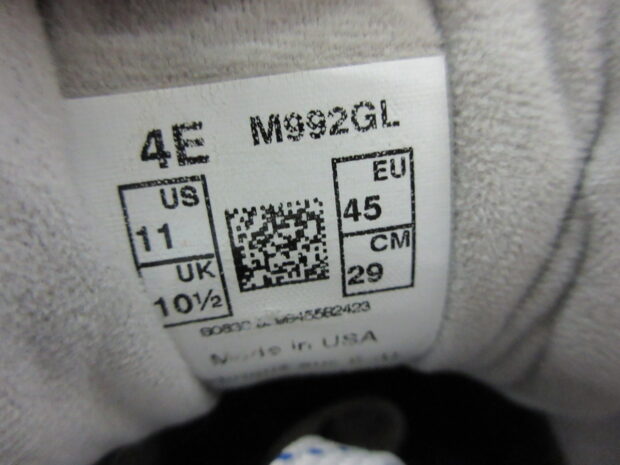 4E M992GL
US EU
11 45
UK CM
10½ 29
Made in USA